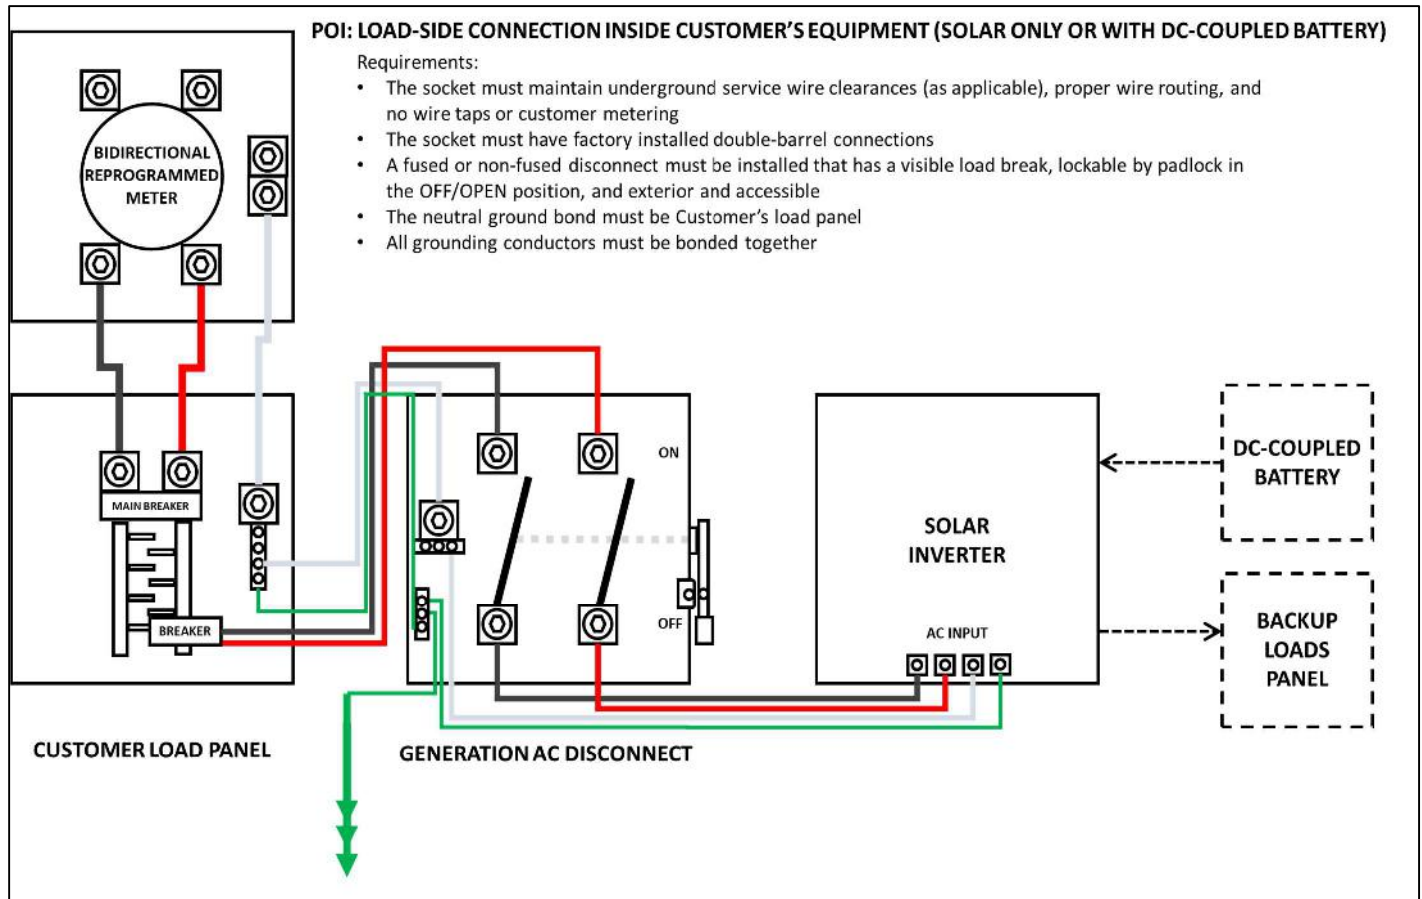 POI: LOAD-SIDE CONNECTION INSIDE CUSTOMER'S EQUIPMENT (SOLAR ONLY OR WITH DC-COUPLED BATTERY)
Requirements:
• The socket must maintain underground service wire clearances (as applicable), proper wire routing, and
no wire taps or customer metering
• The socket must have factory installed double-barrel connections
• A fused or non-fused disconnect must be installed that has a visible load break, lockable by padlock in
the OFF/OPEN position, and exterior and accessible
• The neutral ground bond must be Customer's load panel
• All grounding conductors must be bonded together
BIDIRECTIONAL
REPROGRAMMED
METER
MAIN BREAKER
BREAKER
CUSTOMER LOAD PANEL
ON
OFF
GENERATION AC DISCONNECT
SOLAR
INVERTER
AC INPUT
DC-COUPLED
BATTERY
BACKUP
LOADS
PANEL